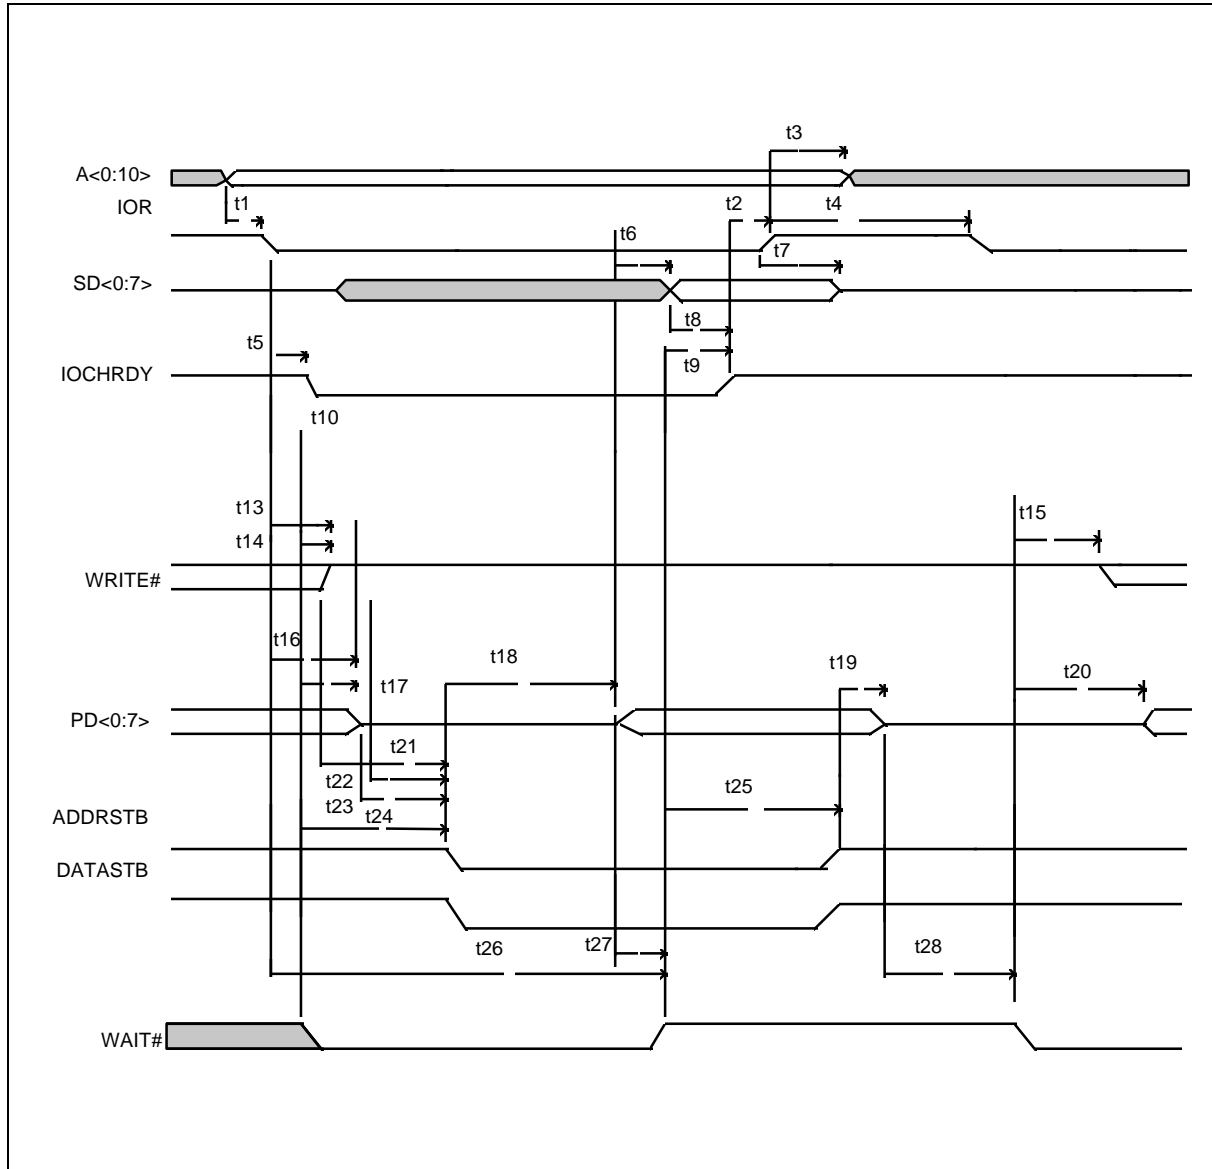 t3
A<0:10>
t1
t2
t4
IOR
t6
t7
SD<0:7>
t8
t5
t9
IOCHRDY
t10
t13
t15
t14
WRITE#
t16
t18
t19
t17
t20
PD<0:7>
t21
t22
t25
t23
t24
ADDRSTB
DATASTB
t26
t27
t28
WAIT#